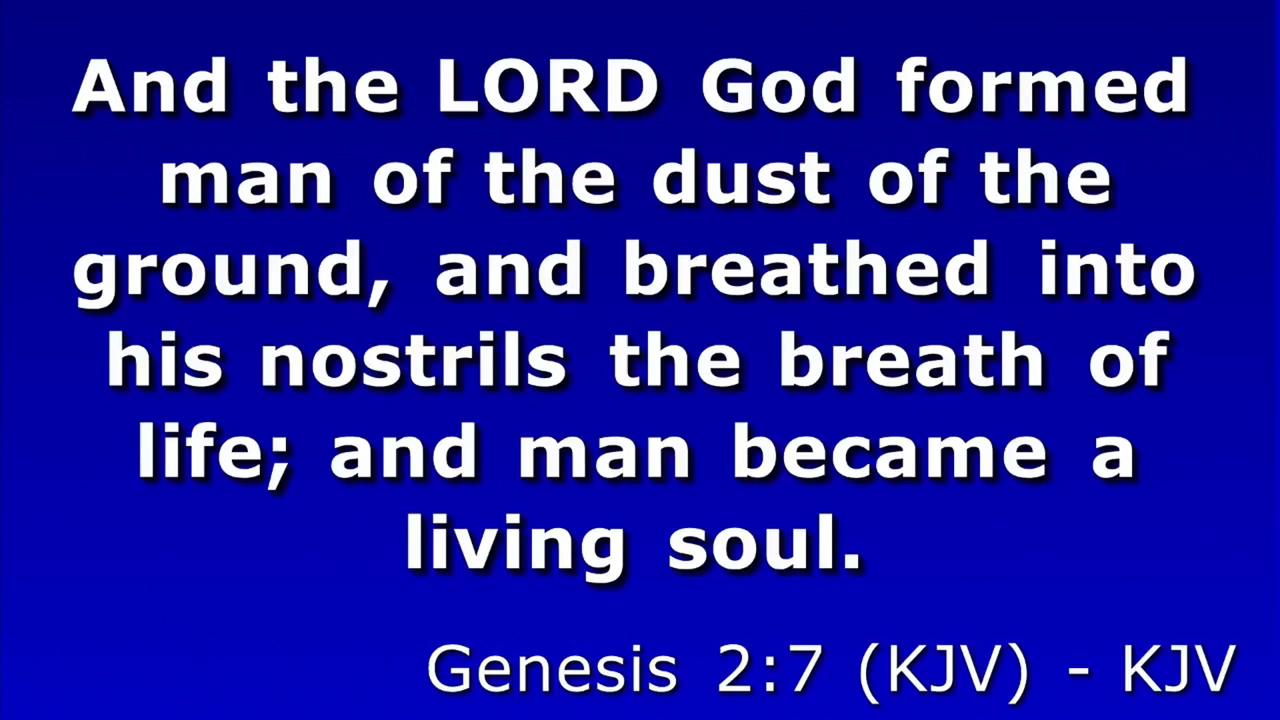 And the LORD God formed
man of the dust of the
ground, and breathed into
his nostrils the breath of
life; and man became a
living soul.
Genesis 2:7 (KJV) - KJV